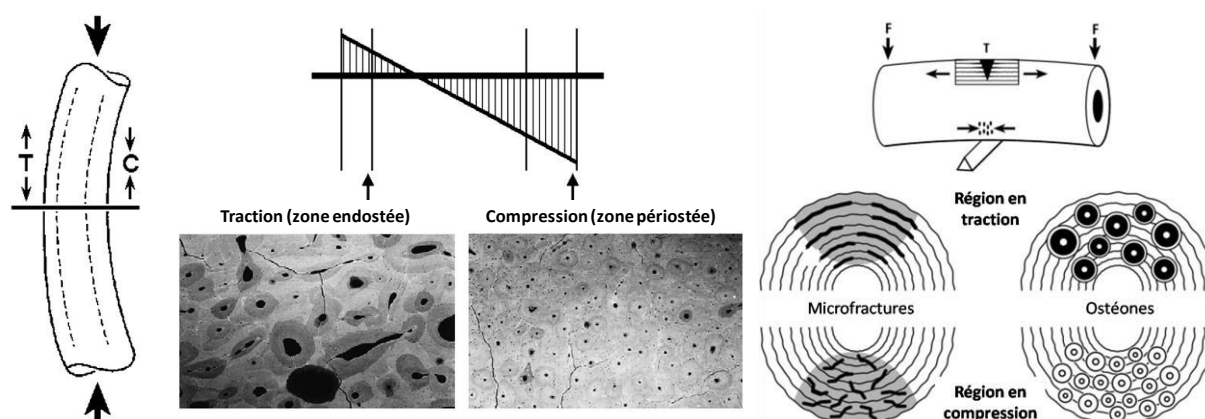 T
C
Traction (zone endostée)
Compression (zone périostée)
F
F
T
Région en
traction
Microfractures
Ostéones
Région en
compression